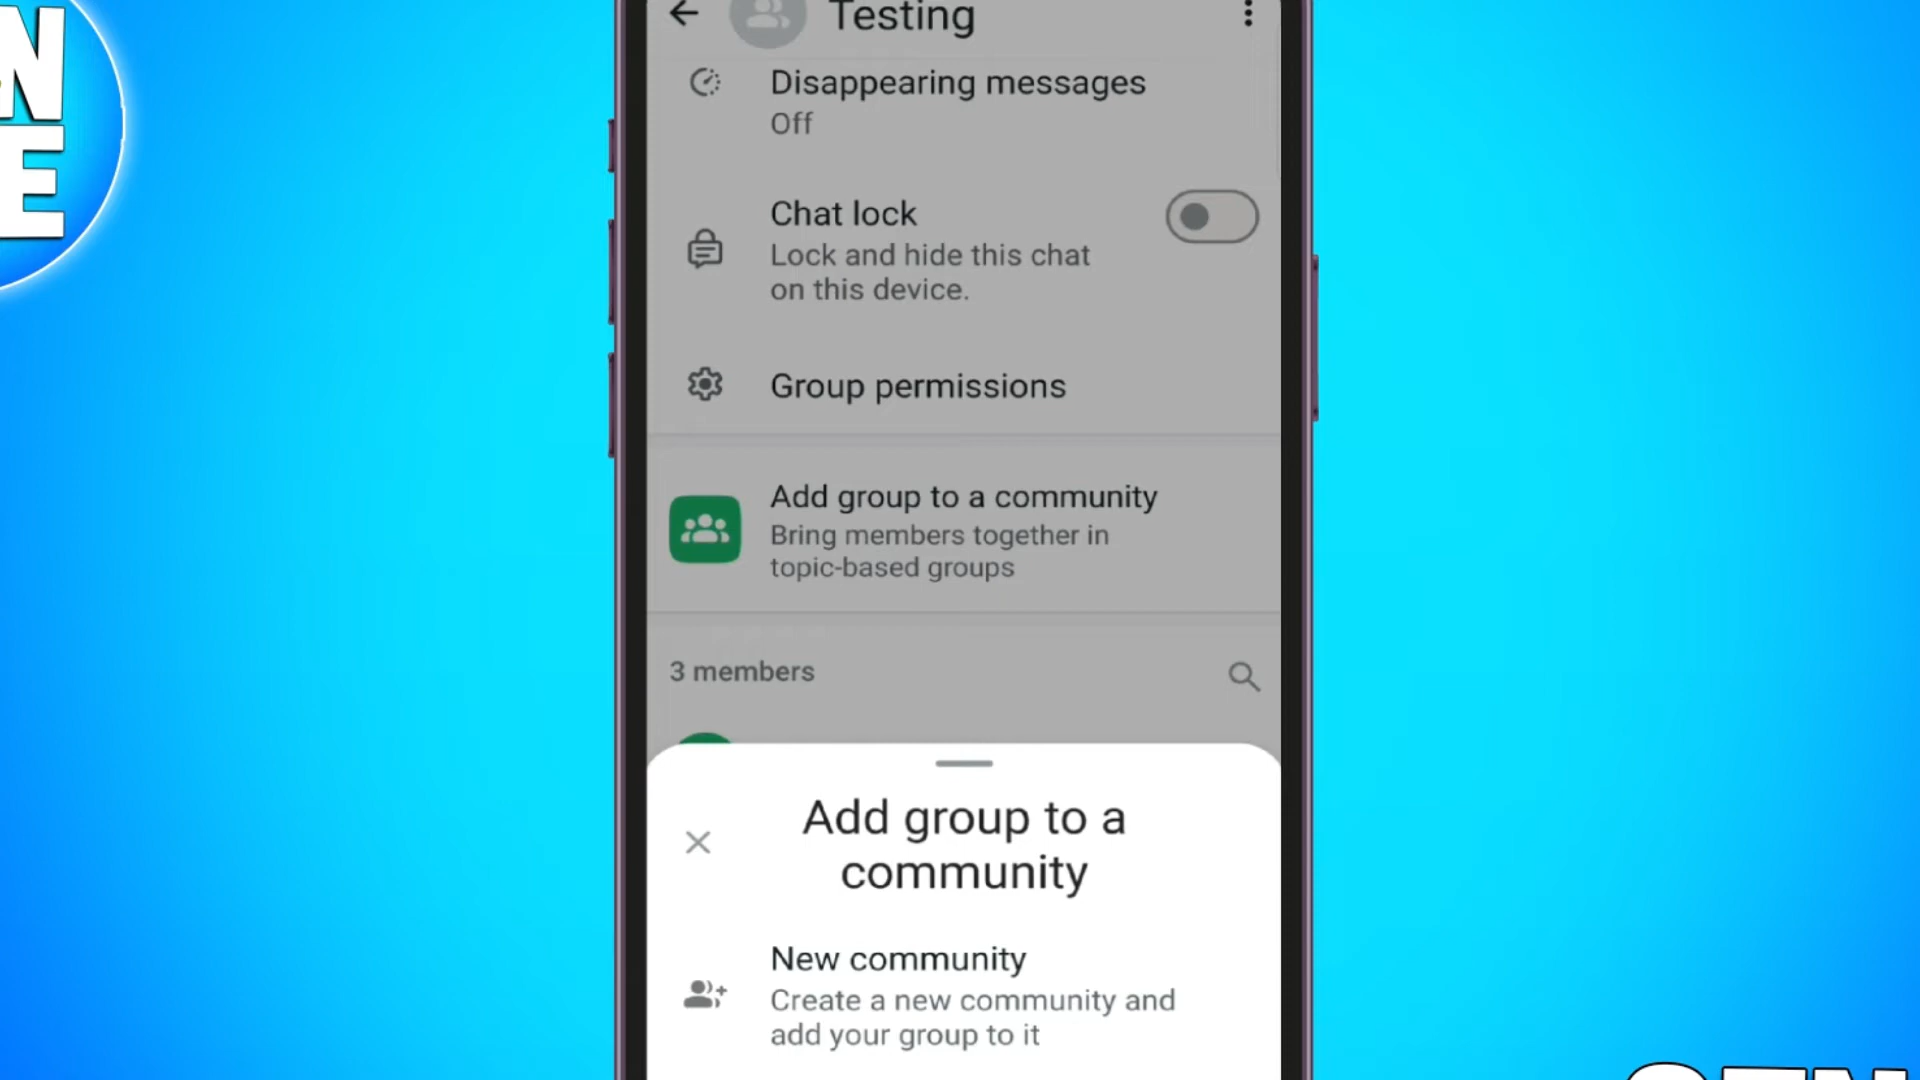 N
E
Testing
Disappearing messages
Off
Chat lock
Lock and hide this chat
on this device.
Group permissions
Add group to a community
Bring members together in
topic-based groups
3 members
Add group to a
community
New community
Create a new community and
add your group to it